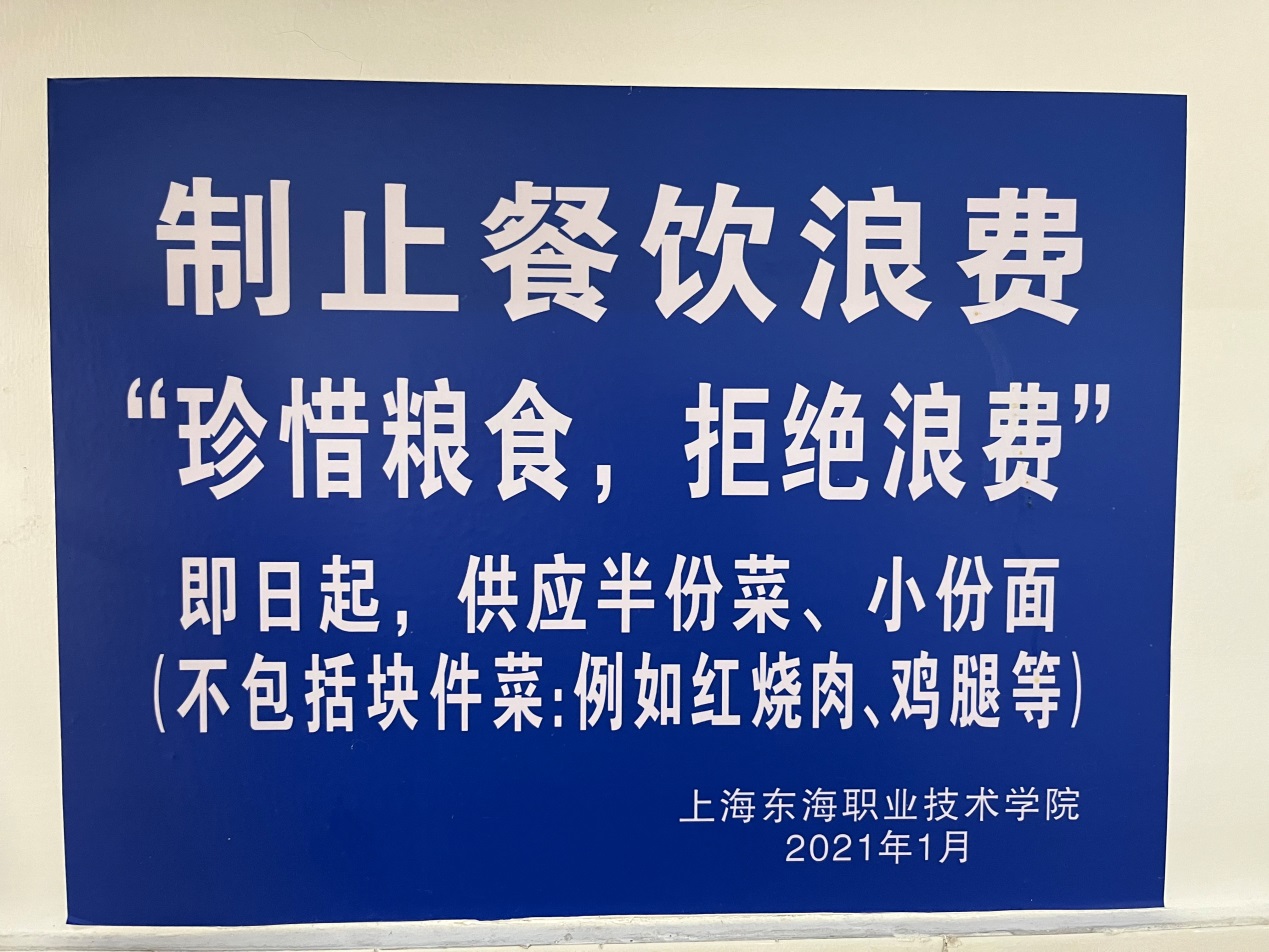 制止餐饮浪费
“珍惜粮食，拒绝浪费”
即日起，供应半份菜、小份面
(不包括块件菜:例如红烧肉、鸡腿等)
上海东海职业技术学院
2021年1月